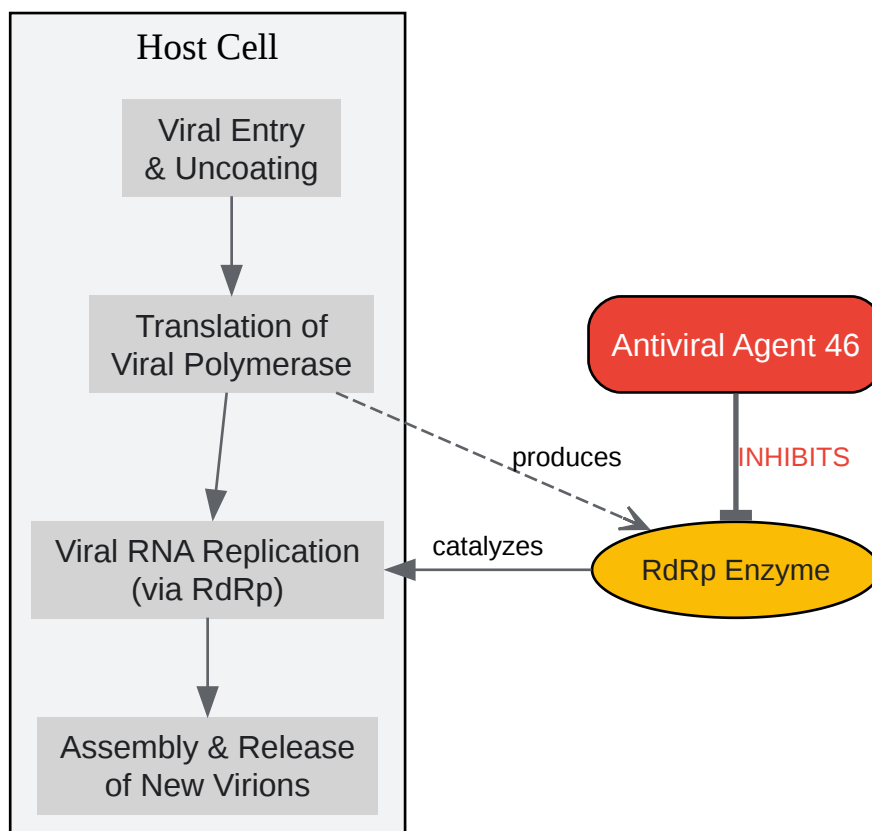 Host Cell
Viral Entry
& Uncoating
Translation of
Viral Polymerase
Antiviral Agent 46
produces
INHIBITS
Viral RNA Replication
(via RdRp)
catalyzes
RdRp Enzyme
Assembly & Release
of New Virions